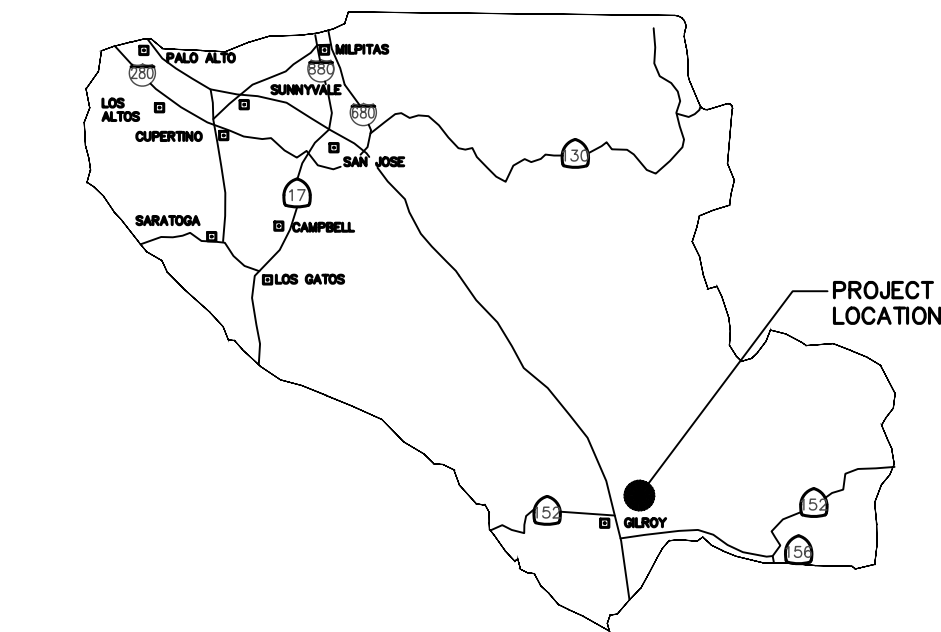 MILPITAS
PALO ALTO
280
880
SUNNYVALE
LOS
ALTOS
680
CUPERTINO
SAN JOSE
130
17
SARATOGA
CAMPBELL
LOS GATOS
PROJECT
LOCATION
152
GILROY
152
156